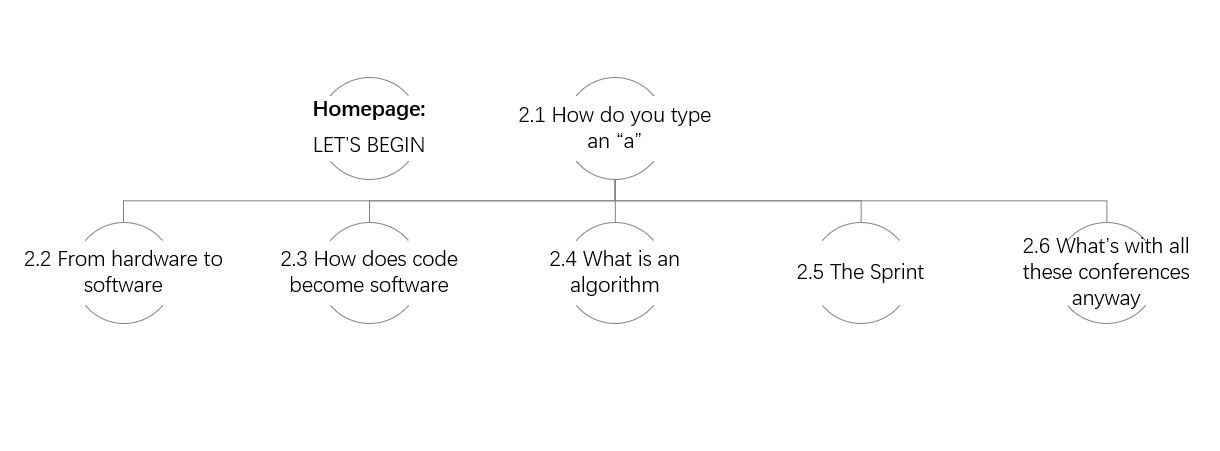 Homepage:
LET'S BEGIN
2.1 How do you type
an “a”
2.2 From hardware to
software
2.3 How does code
become software
2.4 What is an
algorithm
2.5 The Sprint
2.6 What's with all
these conferences
anyway